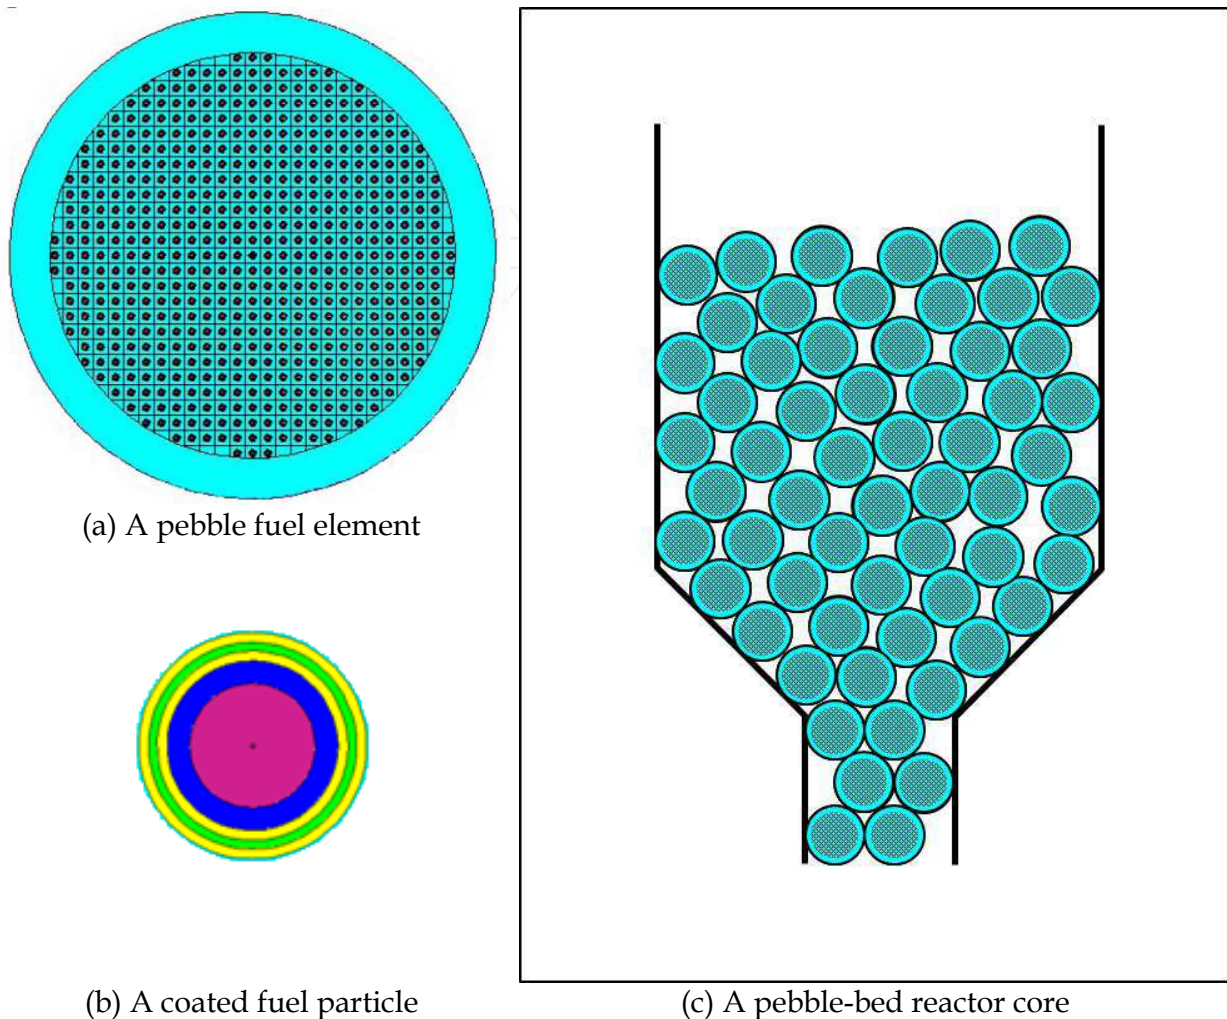 (a) A pebble fuel element
(b) A coated fuel particle
(c) A pebble-bed reactor core